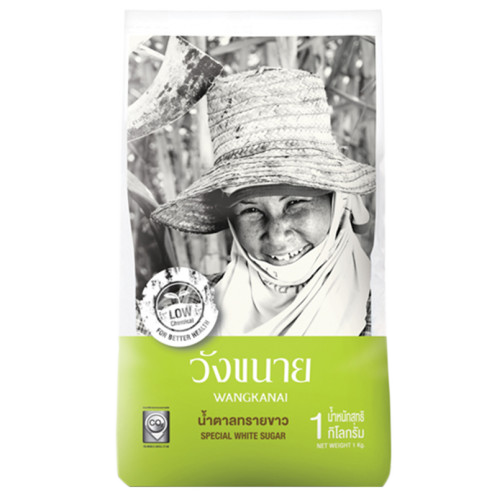 LOW
Chemical
FOR BETTER HEALTH
วังขนาย
WANGKANAI
น้ำตาลทรายขาว
SPECIAL WHITE SUGAR
1
น้ำหนักสุทธิ
กิโลกรัม
NET WEIGHT 1 Kg